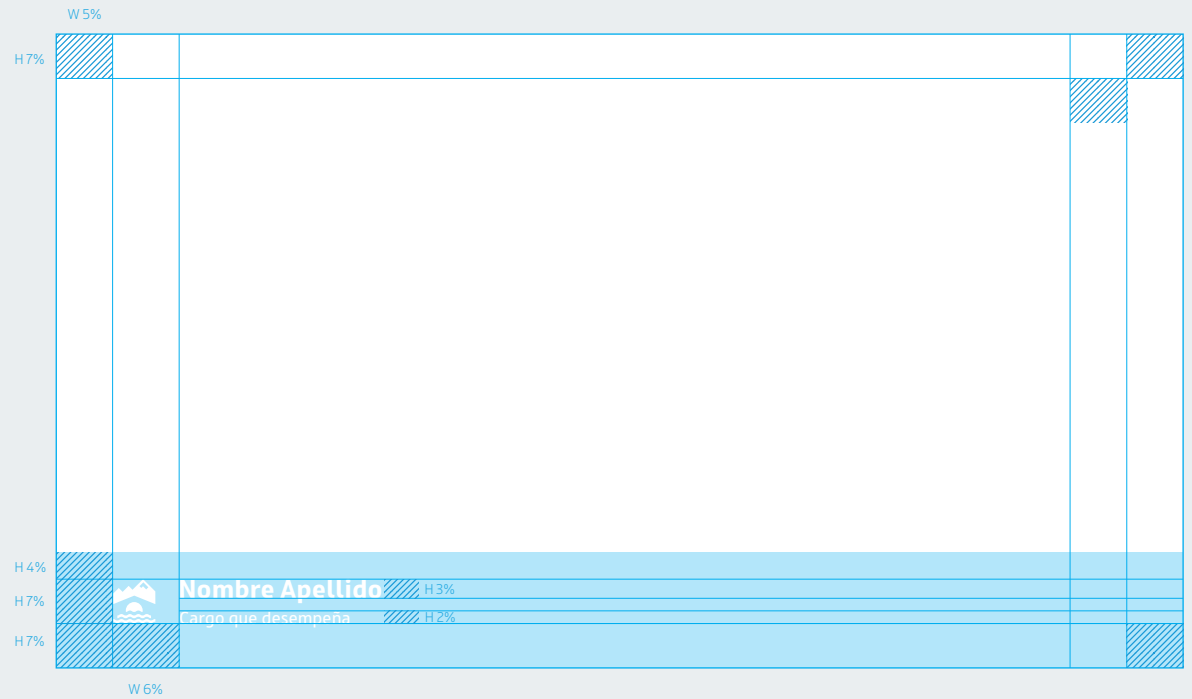 W 5%
H 7%
H 4%
Nombre Apellido
H 3%
H 7%
Cargo que desempeña
H 2%
H 7%
W 6%